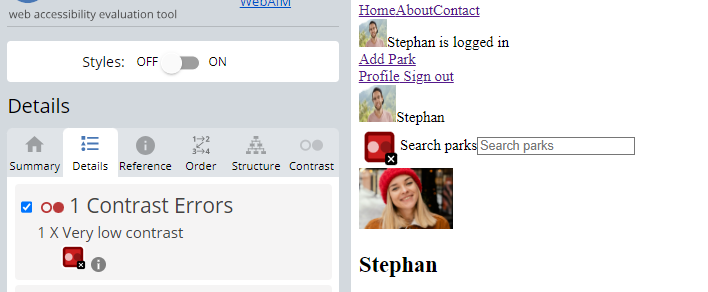 WebAIM
web accessibility evaluation tool
Styles: OFF ON
Details
Summary Details Reference Order Structure Contrast
1 Contrast Errors
1 X Very low contrast
HomeAboutContact
Stephan is logged in
Add Park
Profile Sign out
Stephan
Search parks Search parks
Stephan